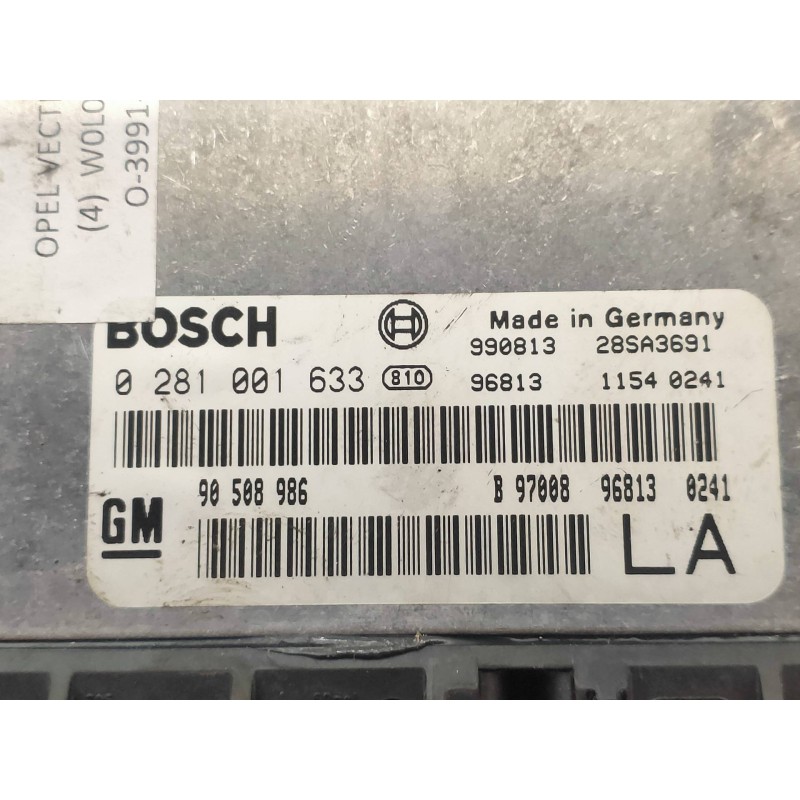 OPEL VECT
(4) W0L0
O-3991
BOSCH Made in Germany
990813 28SA3691
0 281 001 633 810 96813 1154 0241
90 508 986 B 97008 96813 0241
GM LA